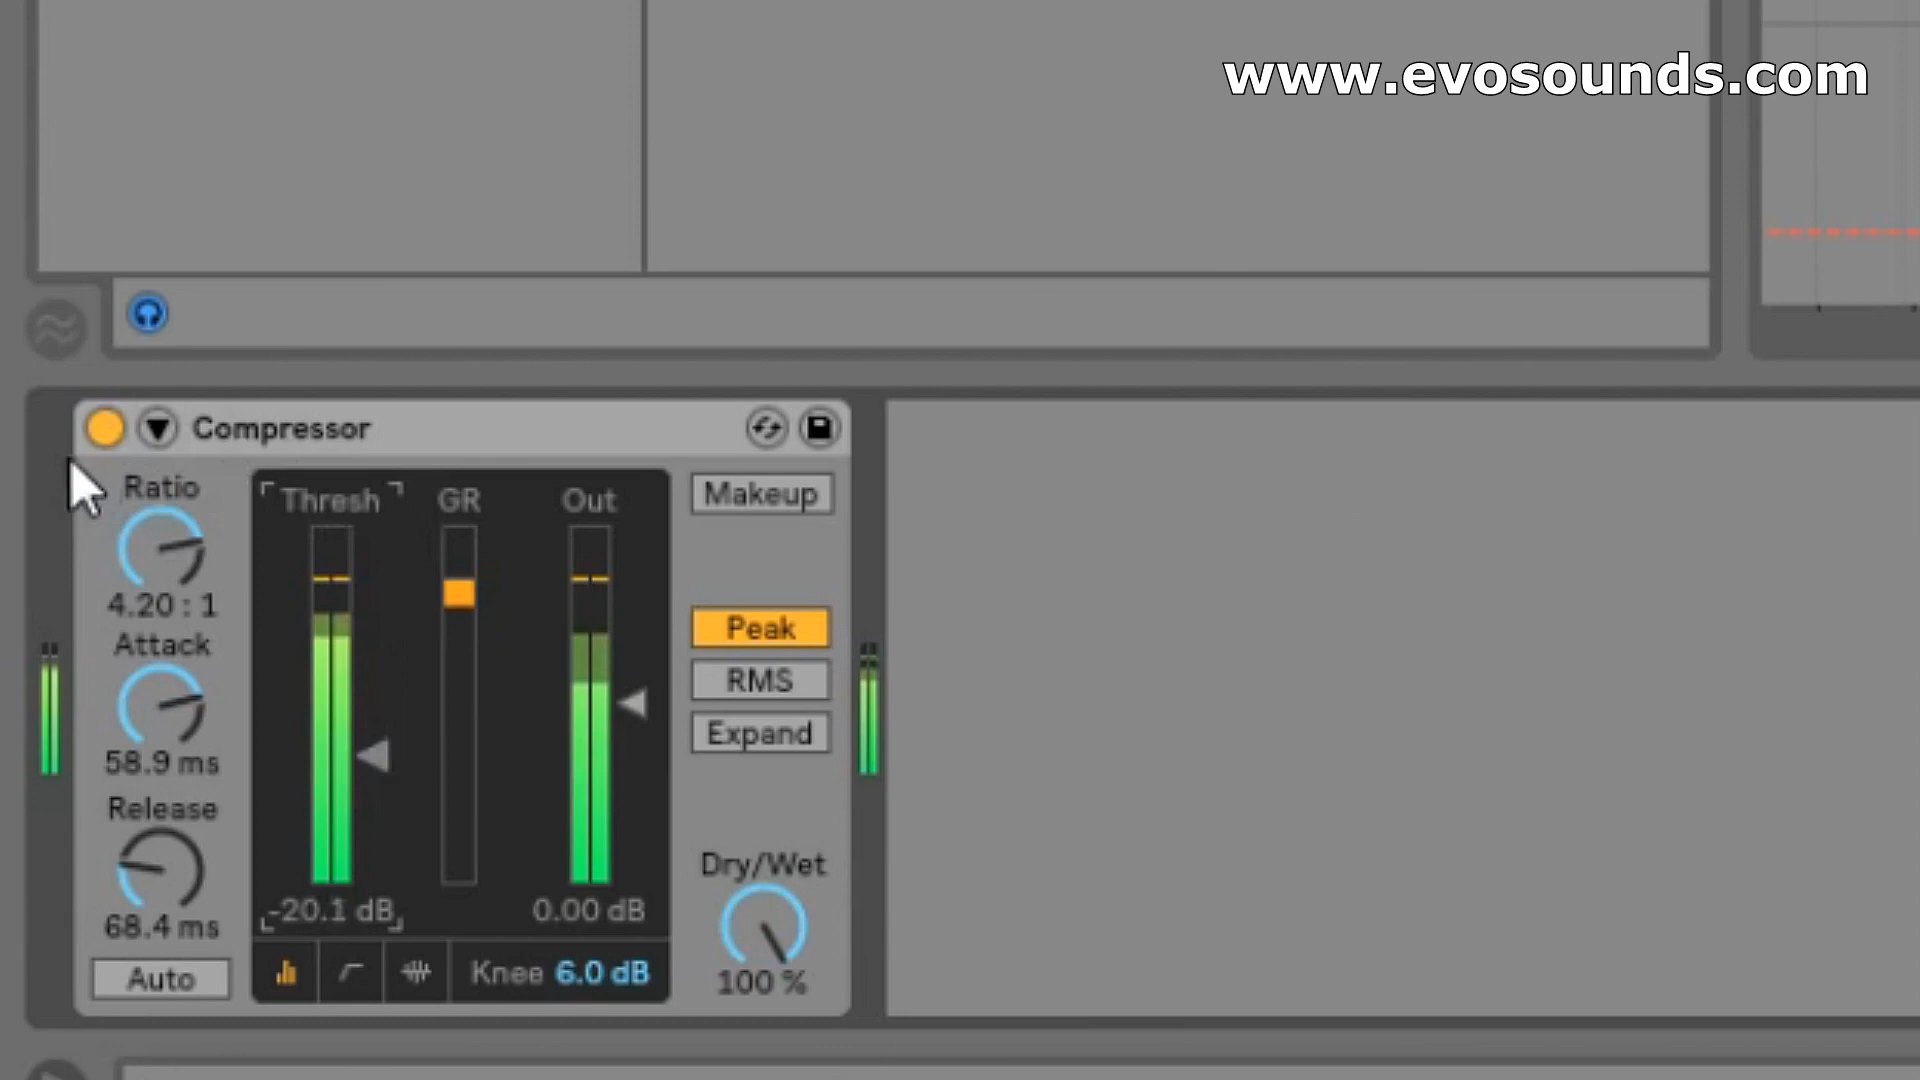 www.evosounds.com
Compressor
Ratio
4.20 : 1
Attack
58.9 ms
Release
68.4 ms
Auto
Thresh GR Out
-20.1 dB 0.00 dB
Knee 6.0 dB
Makeup
Peak
RMS
Expand
Dry/Wet
100 %